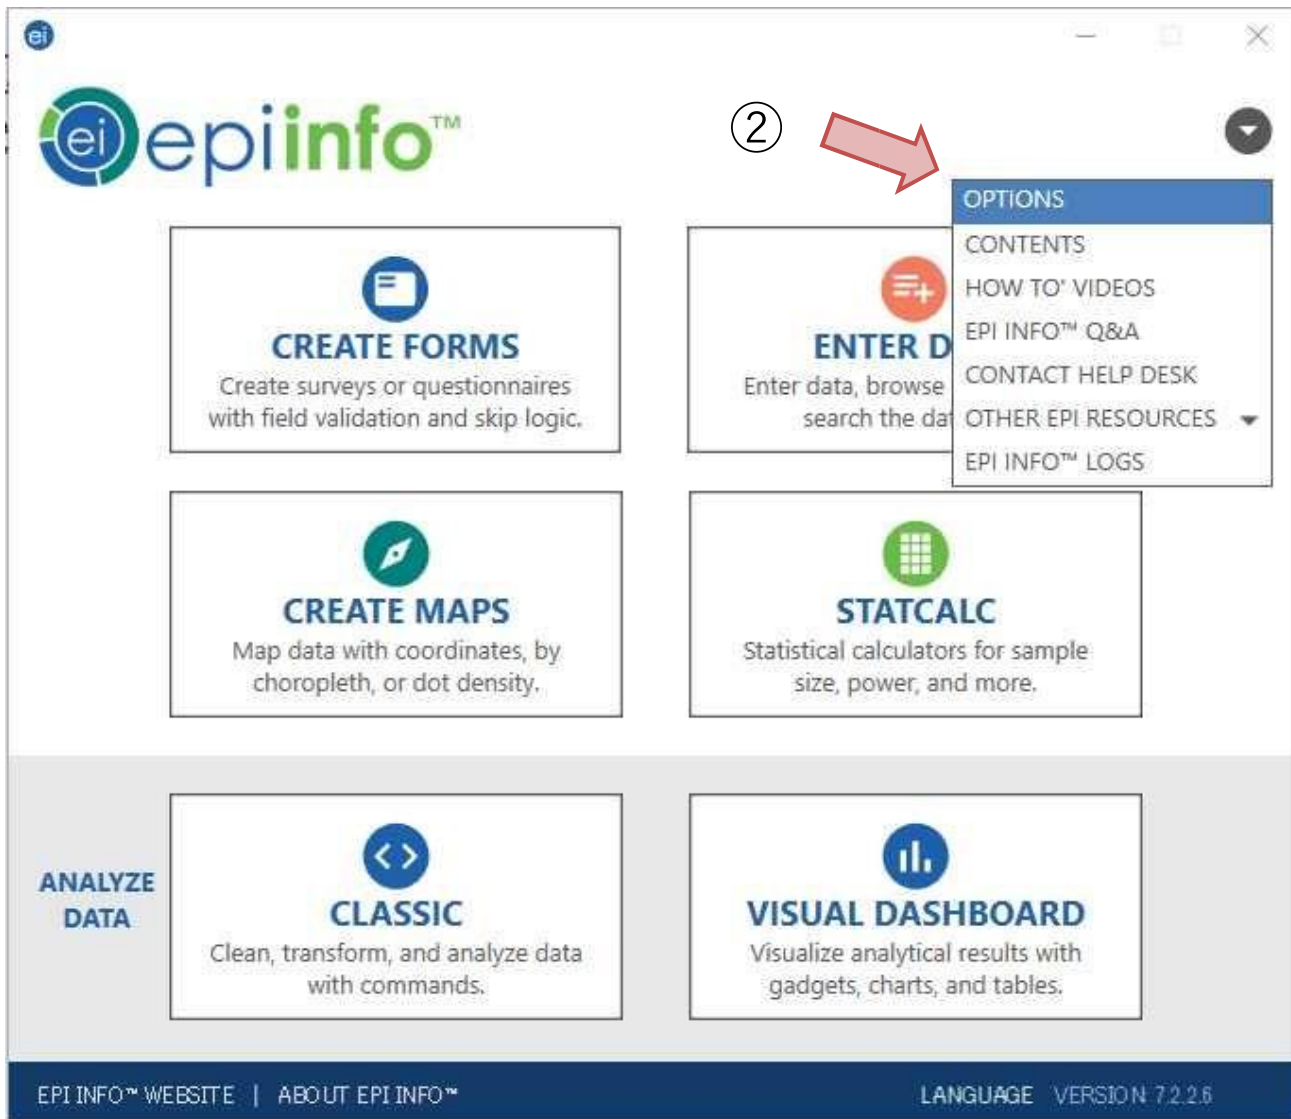 ei
ei epiinfo™
②
OPTIONS
CONTENTS
HOW TO' VIDEOS
EPI INFO™ Q&A
CONTACT HELP DESK
OTHER EPI RESOURCES
EPI INFO™ LOGS
CREATE FORMS
Create surveys or questionnaires
with field validation and skip logic.
ENTER D
Enter data, browse
search the dat
CREATE MAPS
Map data with coordinates, by
choropleth, or dot density.
STATCALC
Statistical calculators for sample
size, power, and more.
ANALYZE
DATA
CLASSIC
Clean, transform, and analyze data
with commands.
VISUAL DASHBOARD
Visualize analytical results with
gadgets, charts, and tables.
EPI INFO™ WEBSITE | ABOUT EPI INFO™
LANGUAGE VERSION 7.2.2.6